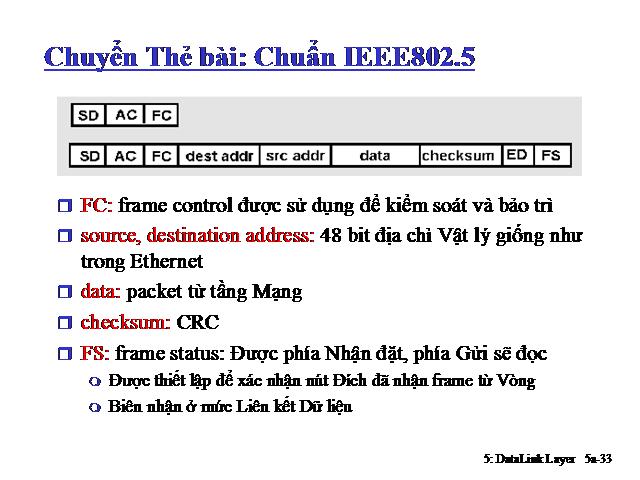 Chuyển Thẻ bài: Chuẩn IEEE802.5
SD AC FC
SD AC FC dest addr src addr data checksum ED FS
FC: frame control được sử dụng để kiểm soát và bảo trì
source, destination address: 48 bit địa chỉ Vật lý giống như
trong Ethernet
data: packet từ tầng Mạng
checksum: CRC
FS: frame status: Được phía Nhận đặt, phía Gửi sẽ đọc
Được thiết lập để xác nhận nút Đích đã nhận frame từ Vòng
Biên nhận ở mức Liên kết Dữ liệu
5: DataLink Layer 5a-33